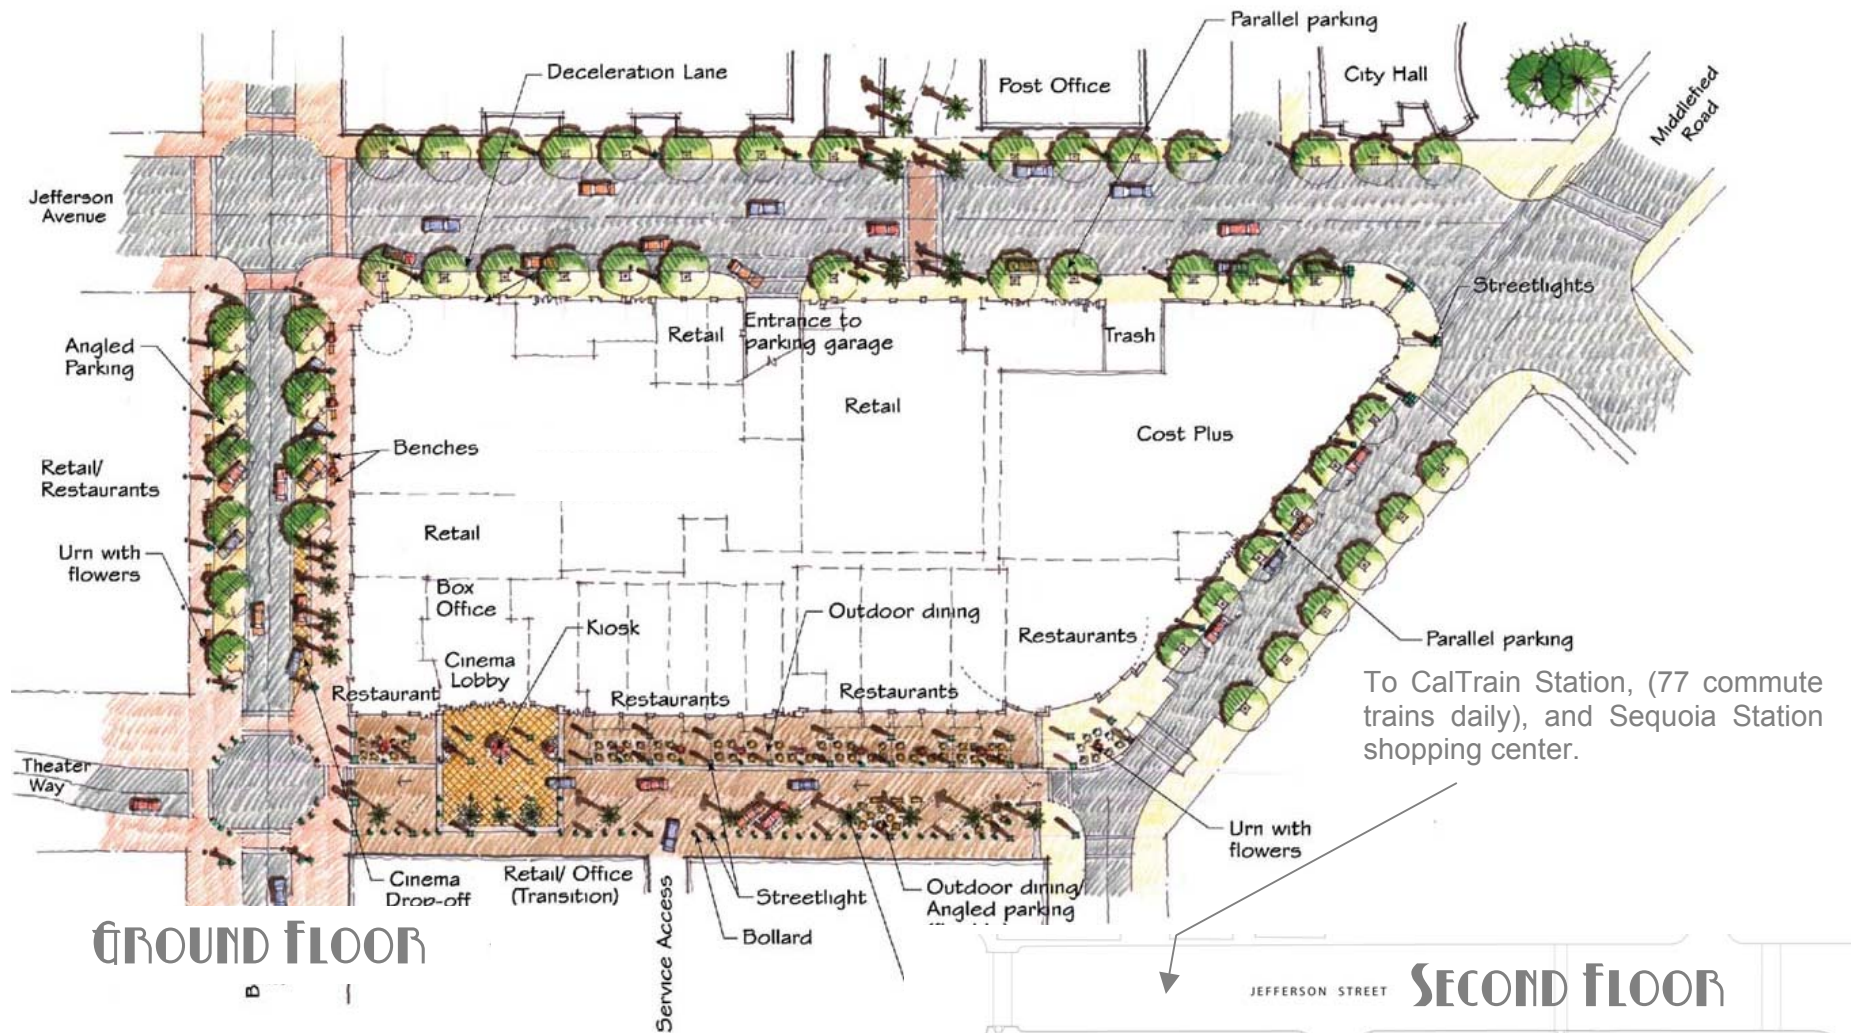 Parallel parking
Deceleration Lane
Post Office
City Hall
Middlefield
Road
Jefferson
Avenue
Streetlights
Retail
Entrance to
parking garage
Trash
Angled
Parking
Retail
Cost Plus
Benches
Retail/
Restaurants
Retail
Urn with
flowers
Box
Office
Kiosk
Outdoor dining
Restaurants
Parallel parking
Cinema
Lobby
Restaurant
Restaurants
Restaurants
To CalTrain Station, (77 commute
trains daily), and Sequoia Station
shopping center.
Theater
Way
Urn with
flowers
Cinema
Drop-off
Retail/ Office
(Transition)
Service Access
Streetlight
Bollard
Outdoor dining/
Angled parking
GROUND FLOOR
B
JEFFERSON STREET
SECOND FLOOR